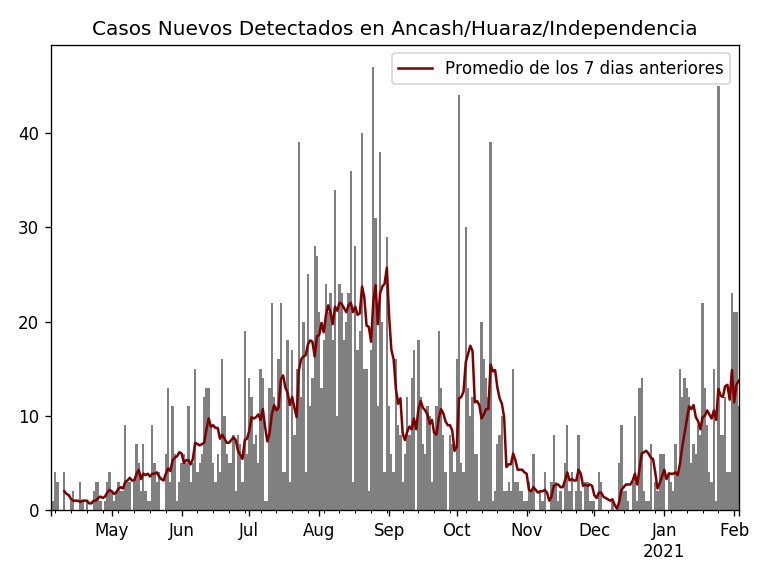 Casos Nuevos Detectados en Ancash/Huaraz/Independencia
Promedio de los 7 dias anteriores
40
30
20
10
0
May Jun Jul Aug Sep Oct Nov Dec Jan Feb
2021